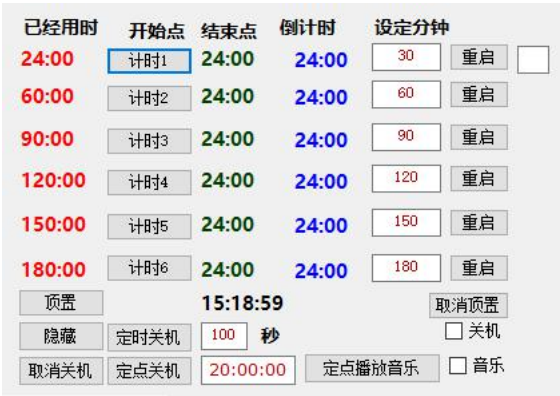 已经用时 开始点 结束点 倒计时 设定分钟
24:00 计时1 24:00 24:00 30 重启
60:00 计时2 24:00 24:00 60 重启
90:00 计时3 24:00 24:00 90 重启
120:00 计时4 24:00 24:00 120 重启
150:00 计时5 24:00 24:00 150 重启
180:00 计时6 24:00 24:00 180 重启
顶置 15:18:59 取消顶置
隐藏 定时关机 100 秒 关机
取消关机 定点关机 20:00:00 定点播放音乐 音乐